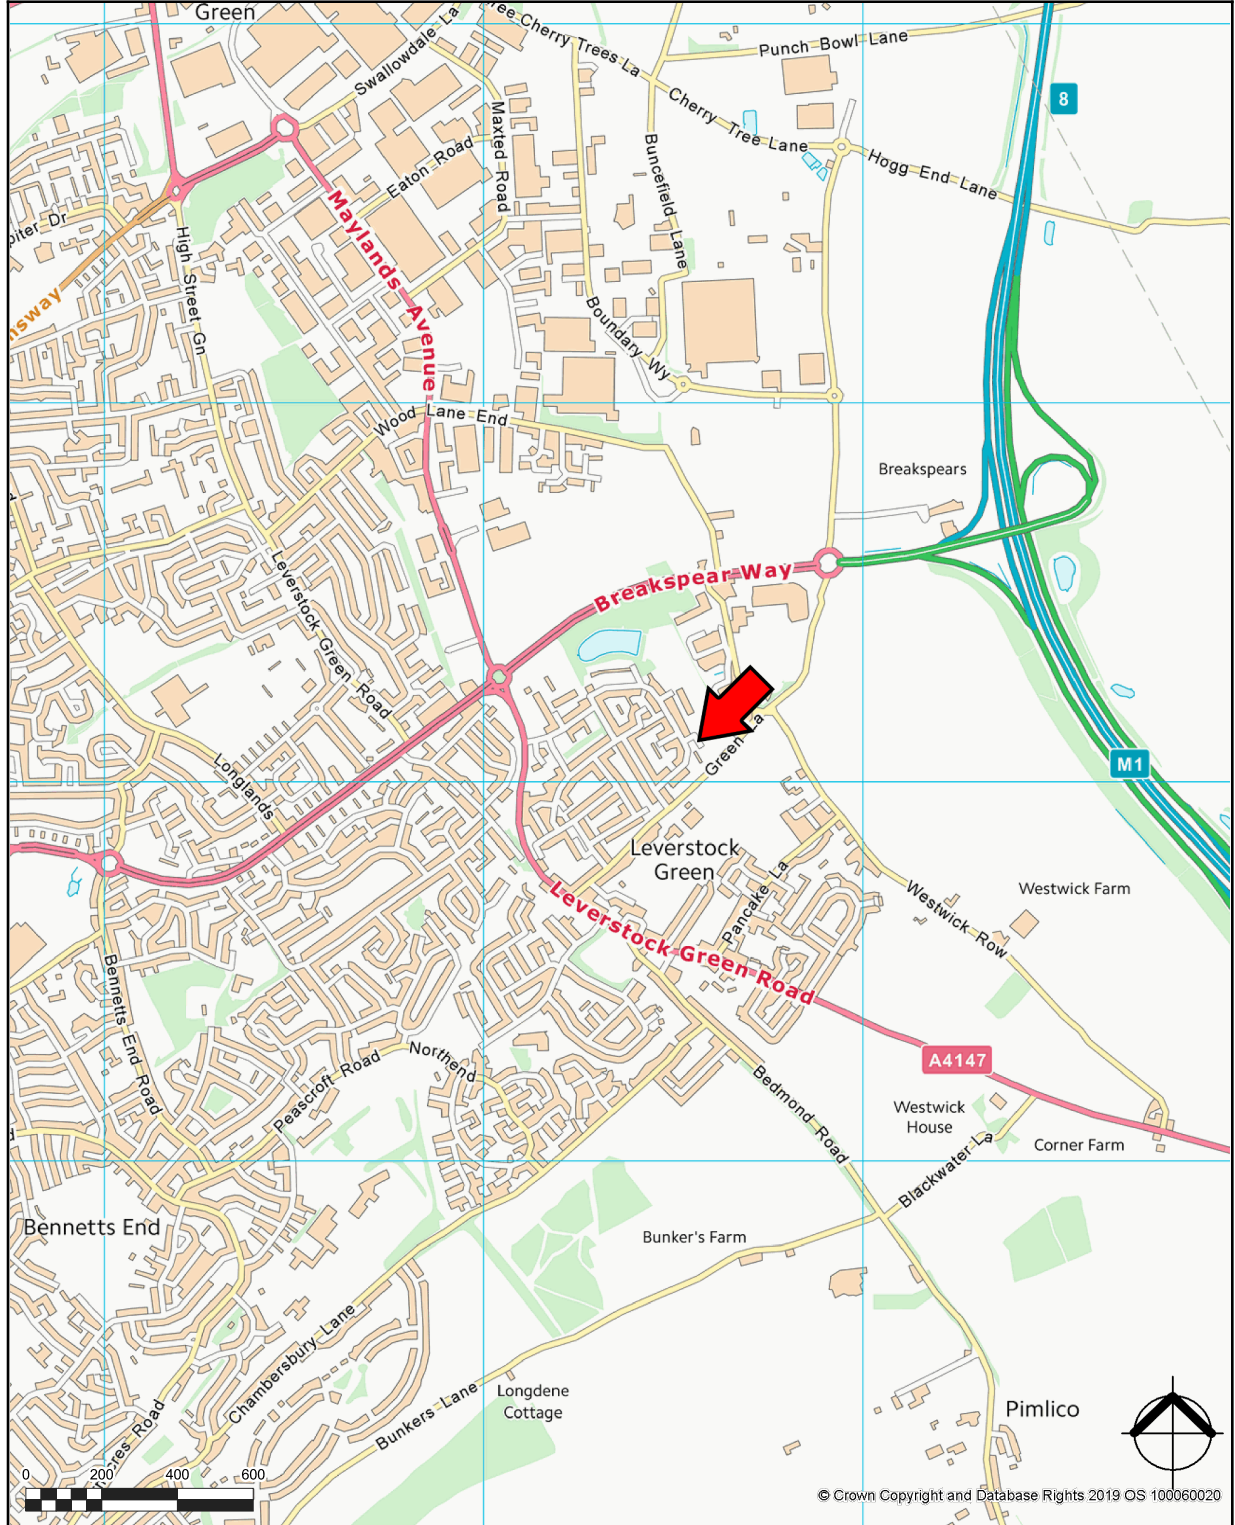 Green
Swallowdale La
Tree Cherry Trees La
Punch Bowl Lane
8
Cherry Tree Lane
Hogg End Lane
Maxted Road
Eaton Road
Buncefield Lane
Maylands Avenue
High Street Gn
Boundary Wy
Wood Lane End
Breakspears
Leverstock Green Road
Breakspear Way
Green La
M1
Longlands
Leverstock
Green
Pancake La
Westwick Farm
Westwick Row
Leverstock Green Road
Bennetts End Road
A4147
Northend
Peascroft Road
Bedmond Road
Westwick
House
Corner Farm
Blackwater La
Bennetts End
Bunker's Farm
Chambersbury Lane
Bunkers Lane
Longdene
Cottage
Pimlico
0 200 400 600
© Crown Copyright and Database Rights 2019 OS 100060020